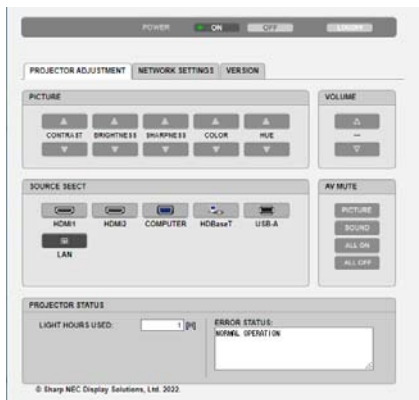 POWER ON OFF LOGOFF
PROJECTOR ADJUSTMENT NETWORK SETTINGS VERSION
PICTURE
CONTRAST BRIGHTNESS SHARPNESS COLOR HUE
VOLUME
--
SOURCE SEECT
HDMI1 HDMI2 COMPUTER HDBaseT USB-A
LAN
AV MUTE
PICTURE
SOUND
ALL ON
ALL OFF
PROJECTOR STATUS
LIGHT HOURS USED: 1 [H]
ERROR STATUS:
NORMAL OPERATION
© Sharp NEC Display Solutions, Ltd. 2022.